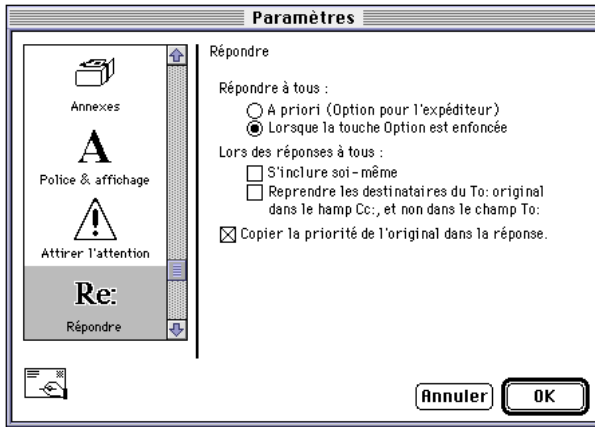 Paramètres
Annexes
Police & affichage
Attirer l'attention
Re:
Répondre
Répondre
Répondre à tous :
A priori (Option pour l'expéditeur)
Lorsque la touche Option est enfoncée
Lors des réponses à tous :
S'inclure soi-même
Reprendre les destinataires du To: original
dans le hamp Cc:, et non dans le champ To:
Copier la priorité de l'original dans la réponse.
Annuler
OK